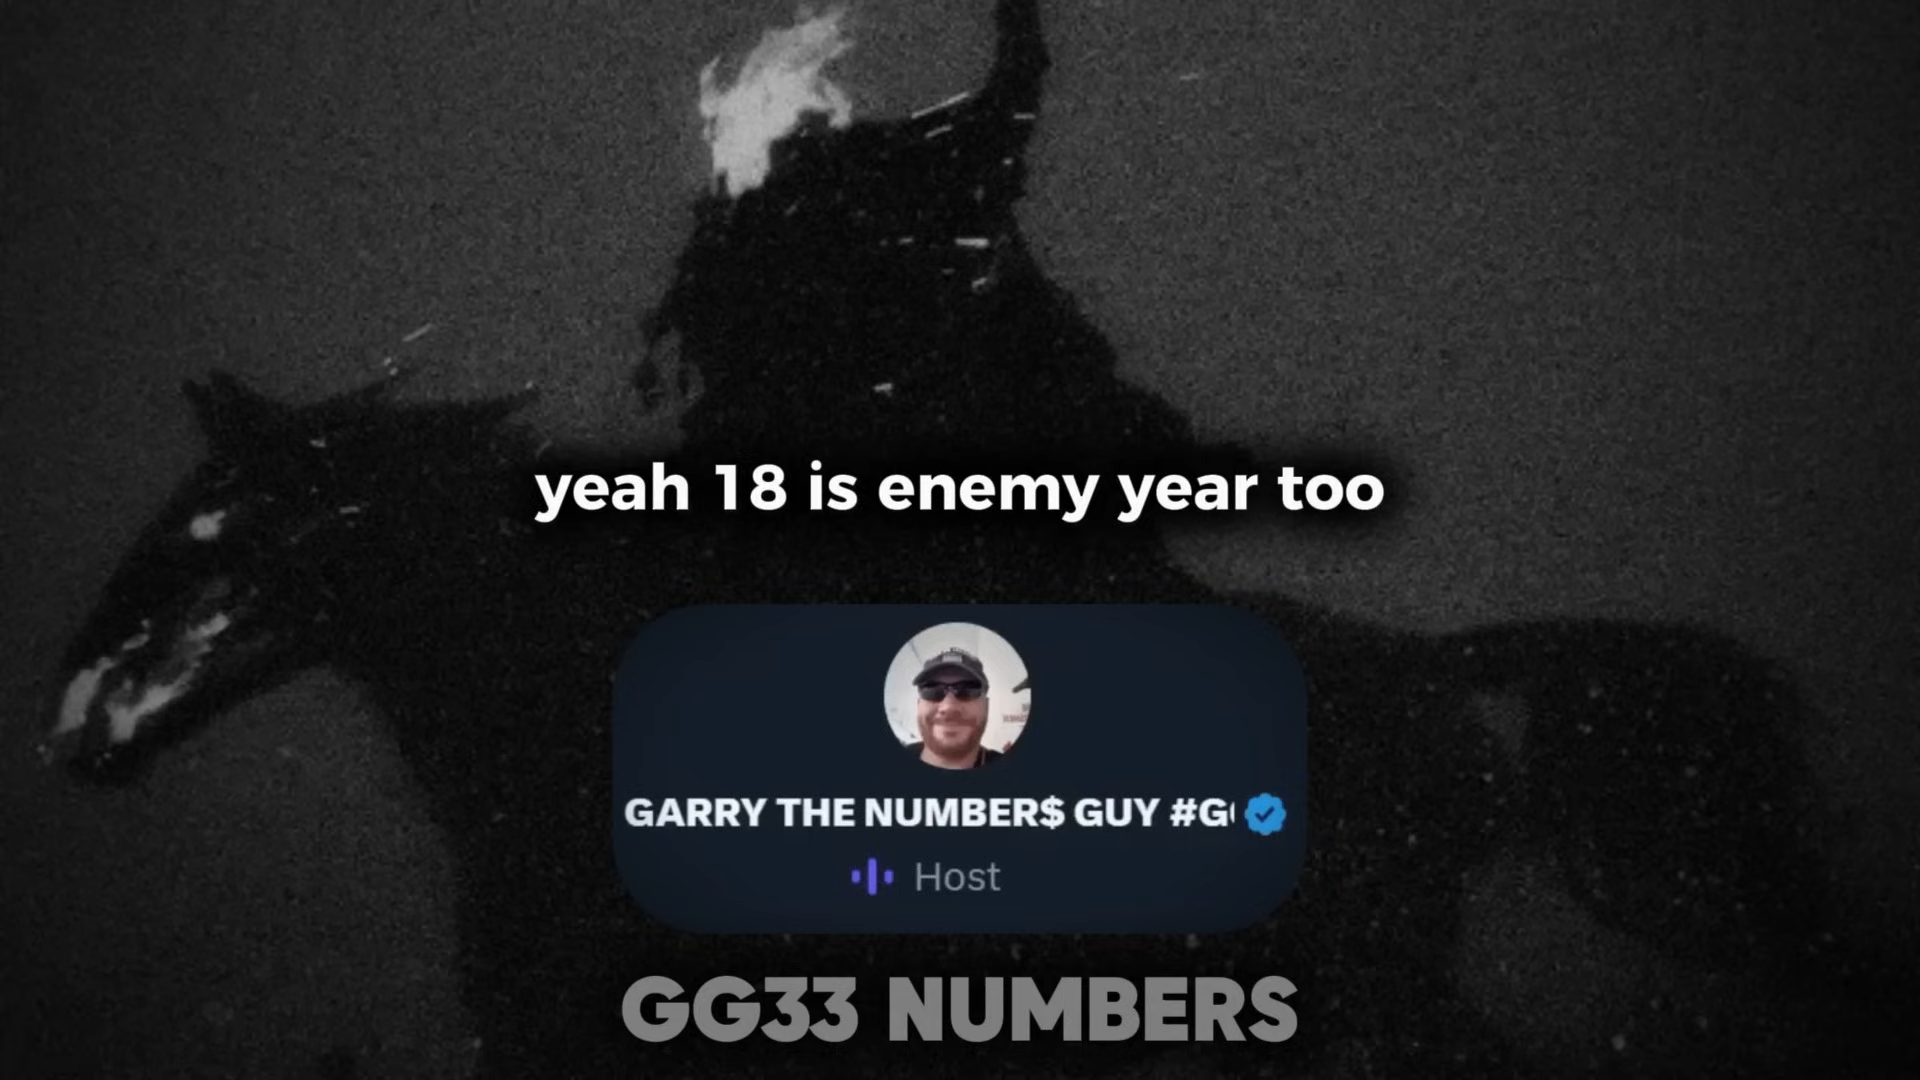 yeah 18 is enemy year too
GARRY THE NUMBER$ GUY #G
Host
GG33 NUMBERS